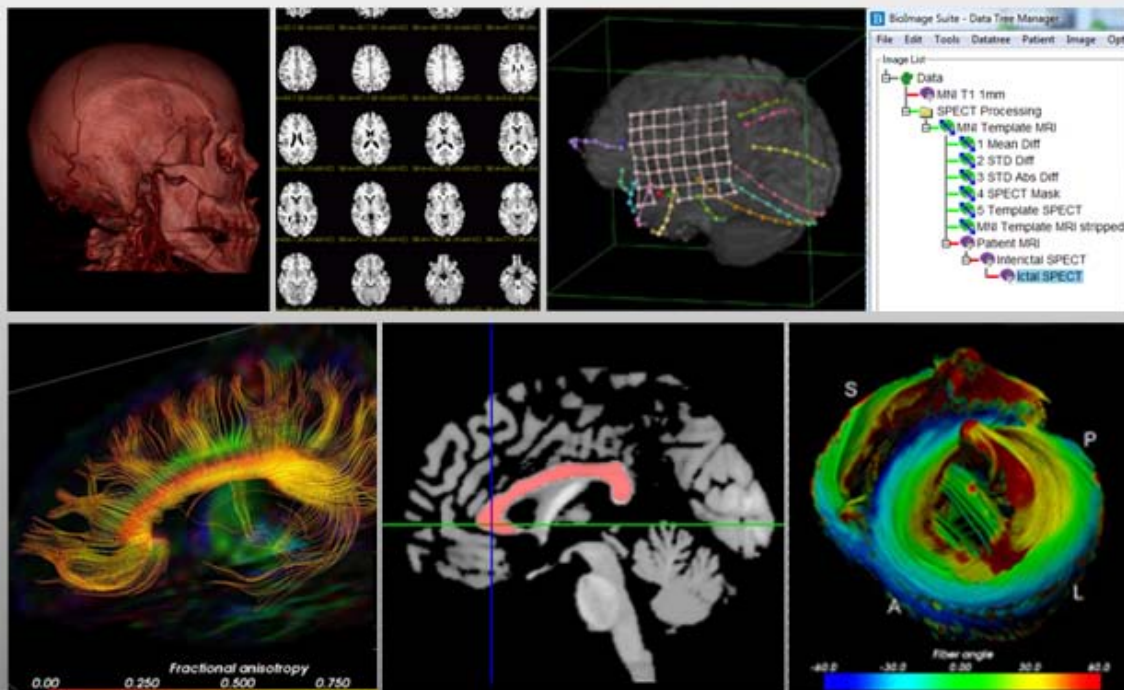 BioImage Suite - Data Tree Manager
File Edit Tools Datatree Patient Image
Image List
Data
MNI T1 1mm
SPECT Processing
MNI Template MRI
1 Mean Diff
2 STD Diff
3 STD Abs Diff
4 SPECT Mask
5 Template SPECT
MNI Template MRI stripped
Patient MRI
Interictal SPECT
Ictal SPECT
Fractional anisotropy
0.00 0.250 0.500 0.750
S
P
A
L
Fiber angle
-60.0 -30.0 0.00 30.0 60.0